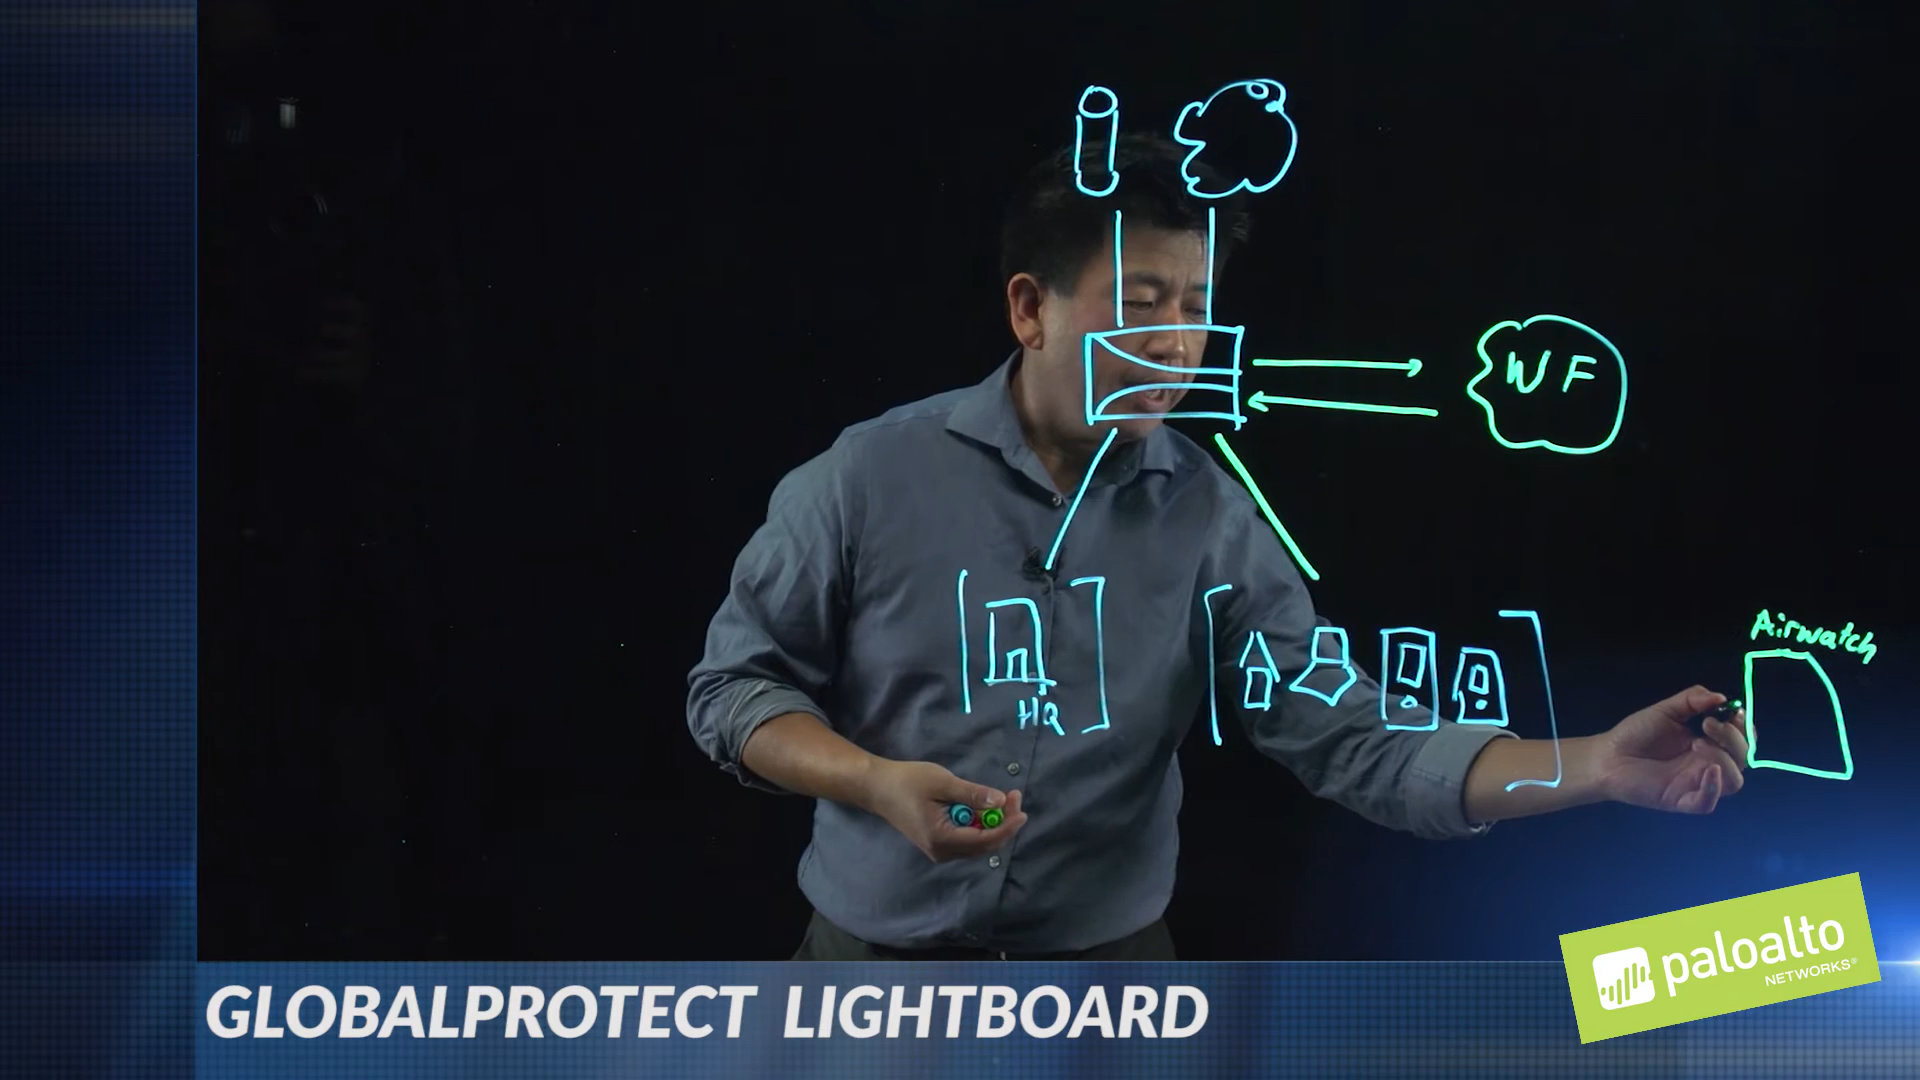 WF
Airwatch
HQ
paloalto
NETWORKS®
GLOBALPROTECT LIGHTBOARD